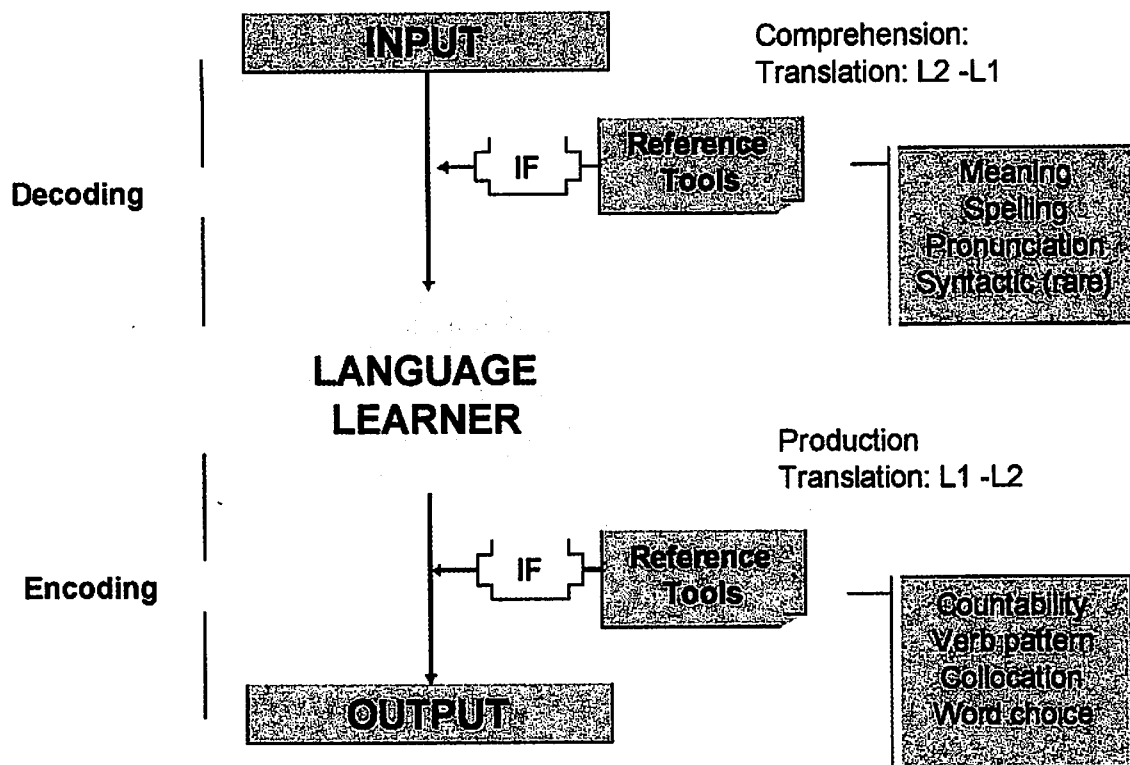 INPUT
Comprehension:
Translation: L2 -L1
IF
Reference
Tools
Decoding
Meaning
Spelling
Pronunciation
Syntactic (rare)
LANGUAGE
LEARNER
Production
Translation: L1 -L2
IF
Reference
Tools
Encoding
Countability
Verb pattern
Collocation
Word choice
OUTPUT